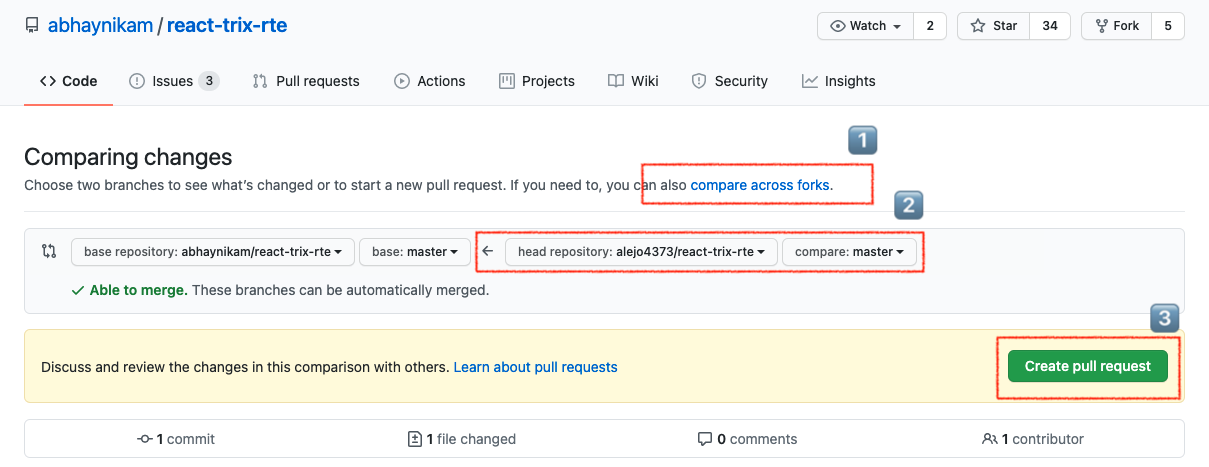 abhaynikam / react-trix-rte
Watch 2 Star 34 Fork 5
Code Issues 3 Pull requests Actions Projects Wiki Security Insights
1
Comparing changes
Choose two branches to see what's changed or to start a new pull request. If you need to, you can also compare across forks.
2
base repository: abhaynikam/react-trix-rte base: master ← head repository: alejo4373/react-trix-rte compare: master
✓ Able to merge. These branches can be automatically merged.
3
Discuss and review the changes in this comparison with others. Learn about pull requests Create pull request
1 commit 1 file changed 0 comments 1 contributor